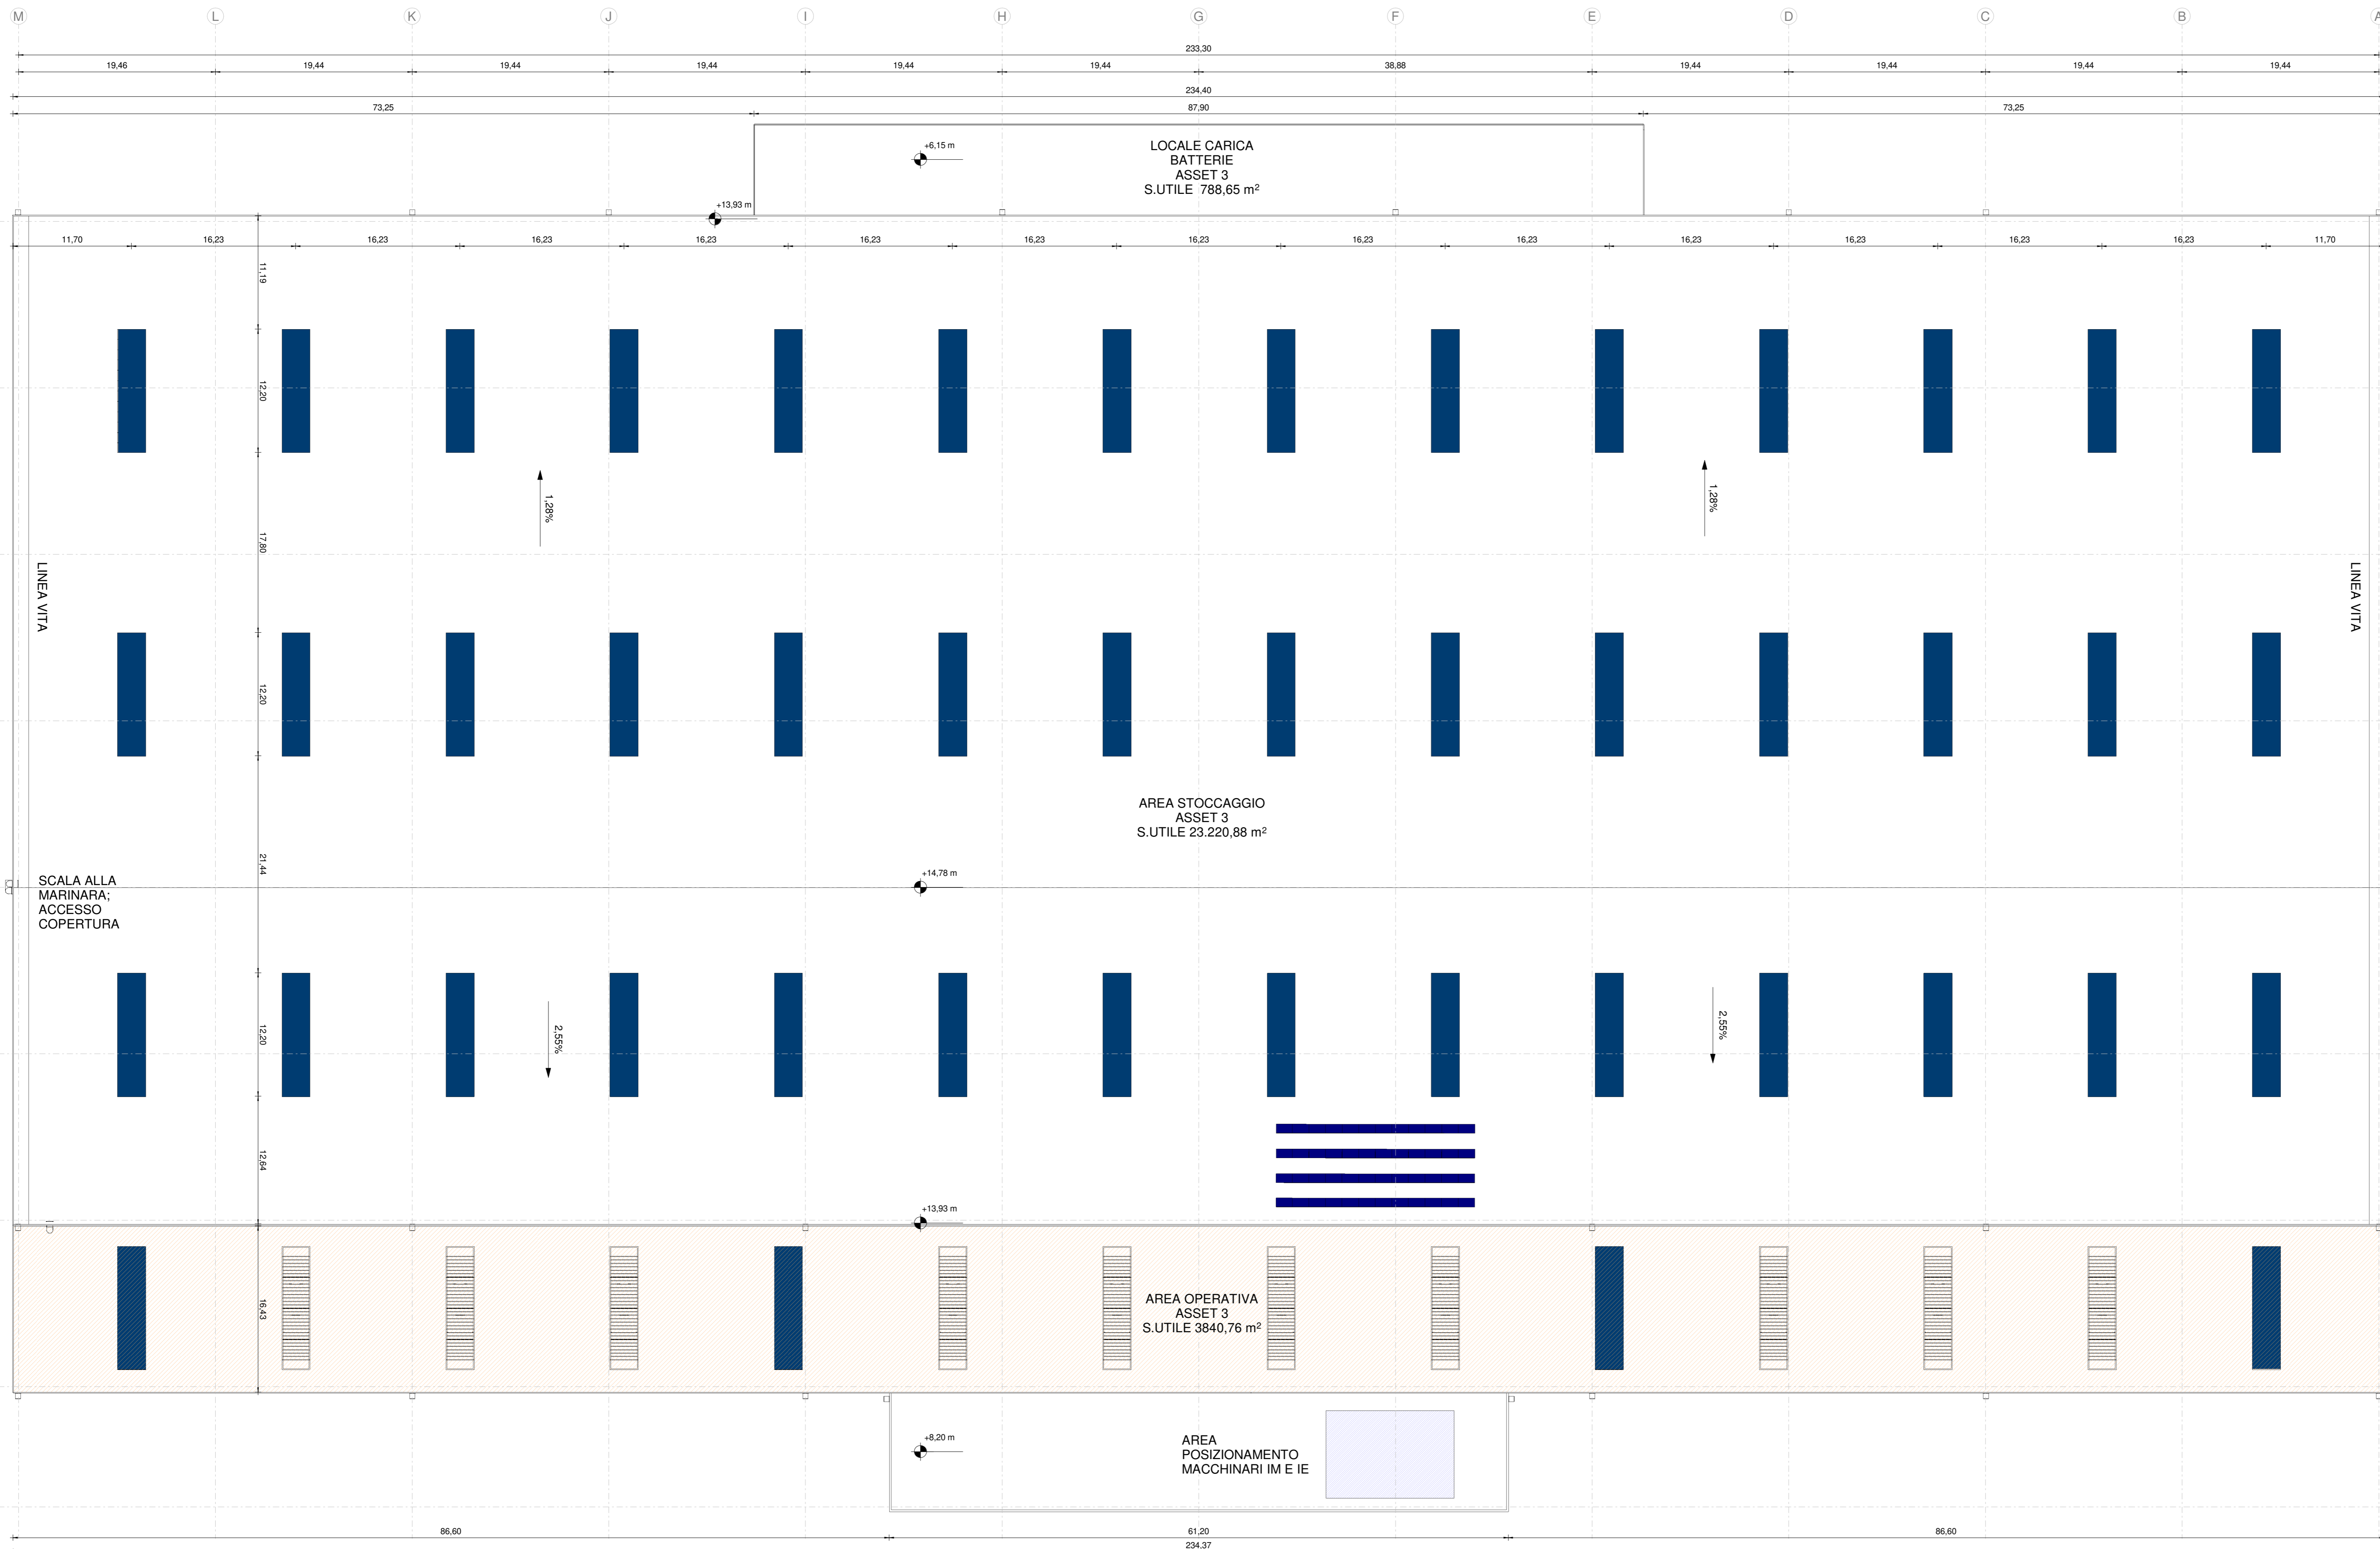 M L K J I H G F E D C B A
233,30
19,46 19,44 19,44 19,44 19,44 19,44 38,88 19,44 19,44 19,44 19,44
234,40
73,25 87,90 73,25
+6,15 m
LOCALE CARICA
BATTERIE
ASSET 3
S.UTILE 788,65 m²
+13,93 m
11,70 16,23 16,23 16,23 16,23 16,23 16,23 16,23 16,23 16,23 16,23 16,23 16,23 16,23 11,70
11,19
12,20
1,28%
1,28%
17,80
LINEA VITA
LINEA VITA
12,20
AREA STOCCAGGIO
ASSET 3
S.UTILE 23.220,88 m²
21,44
+14,78 m
SCALA ALLA
MARINARA;
ACCESSO
COPERTURA
12,20
2,55%
2,55%
12,64
+13,93 m
16,43
AREA OPERATIVA
ASSET 3
S.UTILE 3840,76 m²
+8,20 m
AREA
POSIZIONAMENTO
MACCHINARI IM E IE
86,60 61,20 86,60
234,37